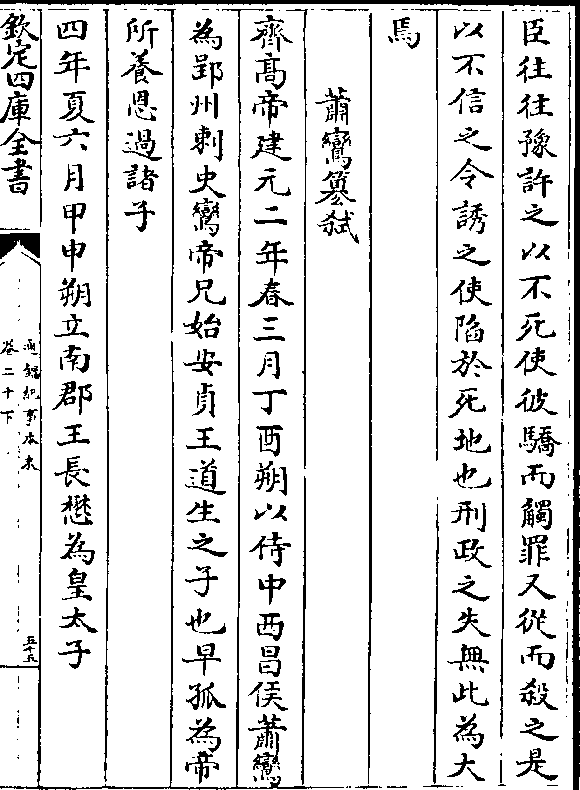 臣往往豫許之以不死使彼驕而觸罪又從而殺之是
以不信之令誘之使陷於死地也刑政之失無此為大
焉
蕭鸞篡弑
齊高帝建元二年春三月丁酉朔以侍中西昌侯蕭鸞
為郢州刺史鸞帝兄始安貞王道生之子也早孤為帝
所養恩過諸子
四年夏六月甲申朔立南郡王長懋為皇太子
欽定四庫全書
通鑑紀事本末
卷二十下
五十五